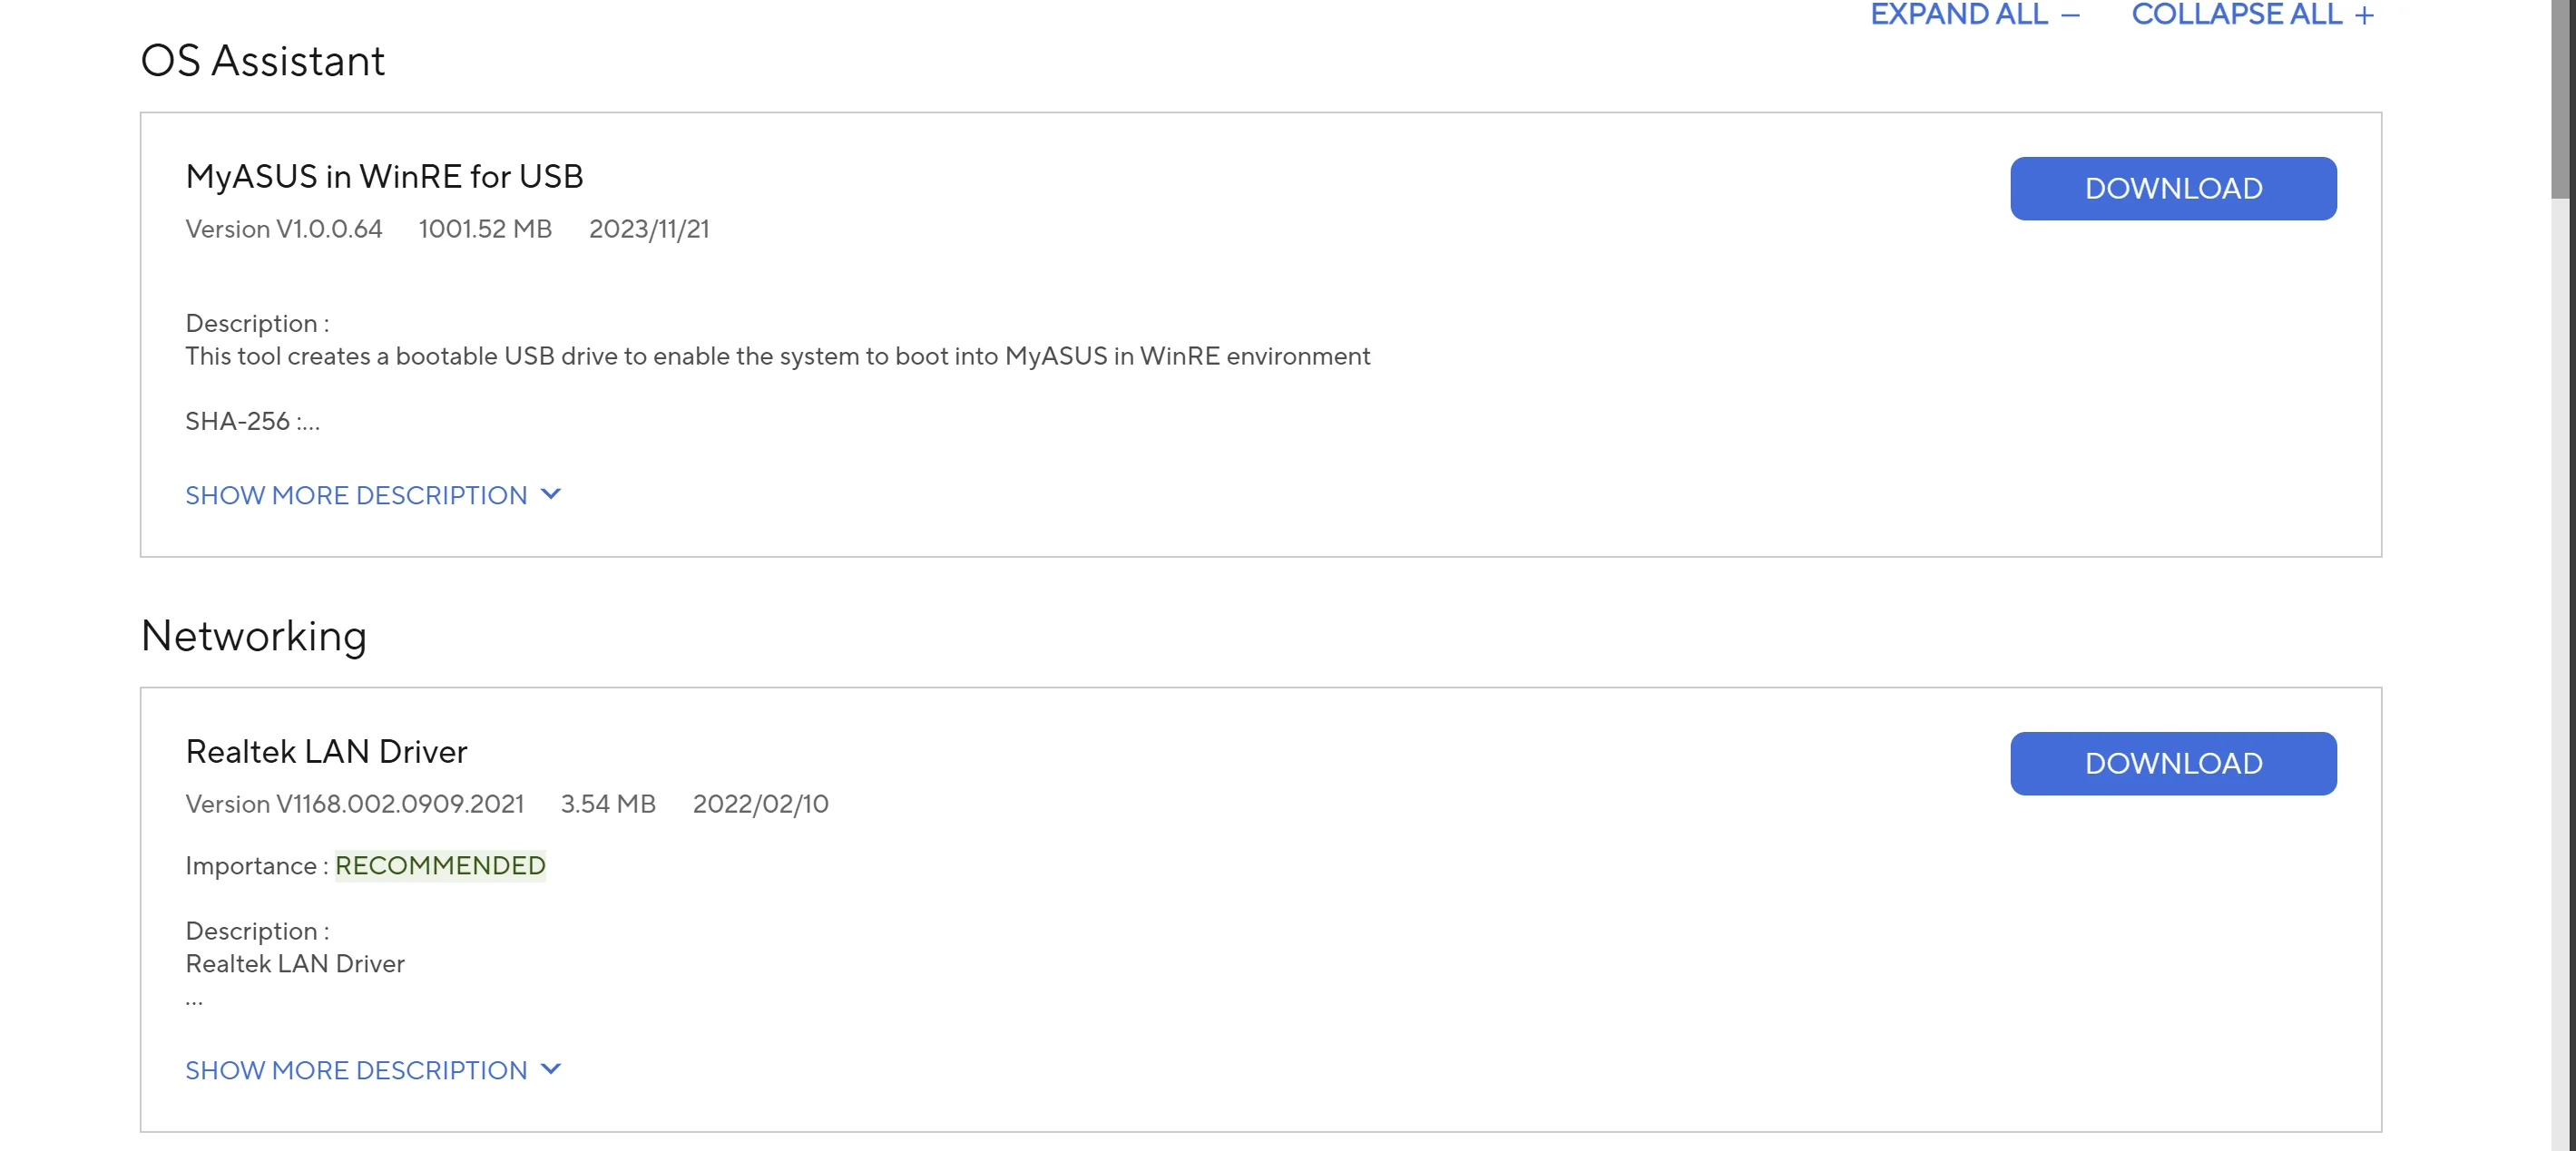 EXPAND ALL − COLLAPSE ALL +
OS Assistant
MyASUS in WinRE for USB
DOWNLOAD
Version V1.0.0.64 1001.52 MB 2023/11/21
Description :
This tool creates a bootable USB drive to enable the system to boot into MyASUS in WinRE environment
SHA-256 :...
SHOW MORE DESCRIPTION
Networking
Realtek LAN Driver
DOWNLOAD
Version V1168.002.0909.2021 3.54 MB 2022/02/10
Importance : RECOMMENDED
Description :
Realtek LAN Driver
...
SHOW MORE DESCRIPTION